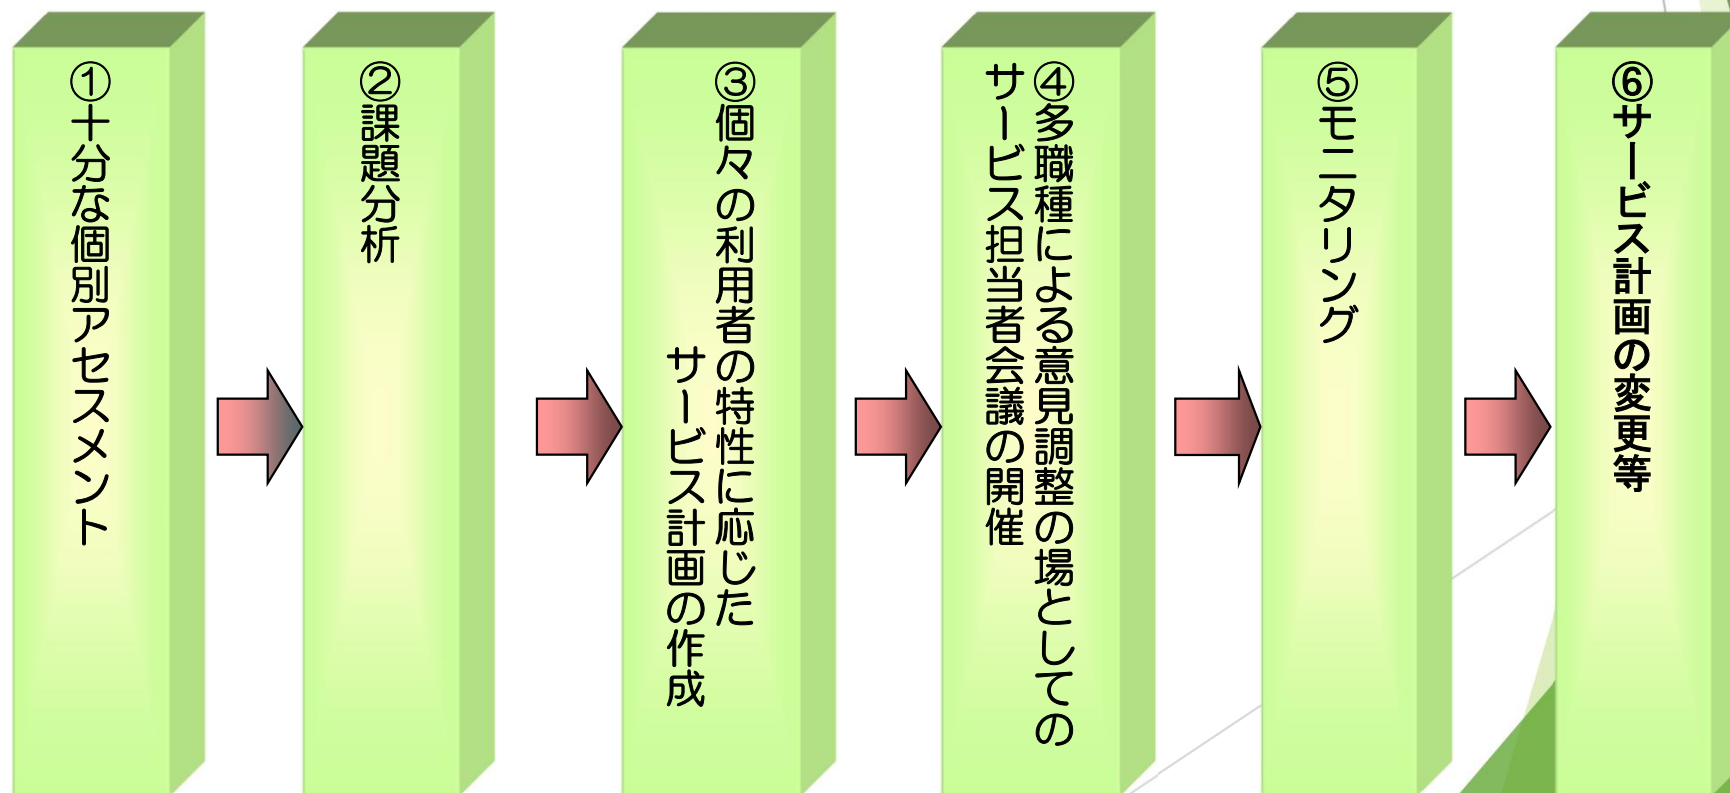 ①十分な個別アセスメント
②課題分析
③個々の利用者の特性に応じた
サービス計画の作成
④多職種による意見調整の場としての
サービス担当者会議の開催
⑤モニタリング
⑥サービス計画の変更等